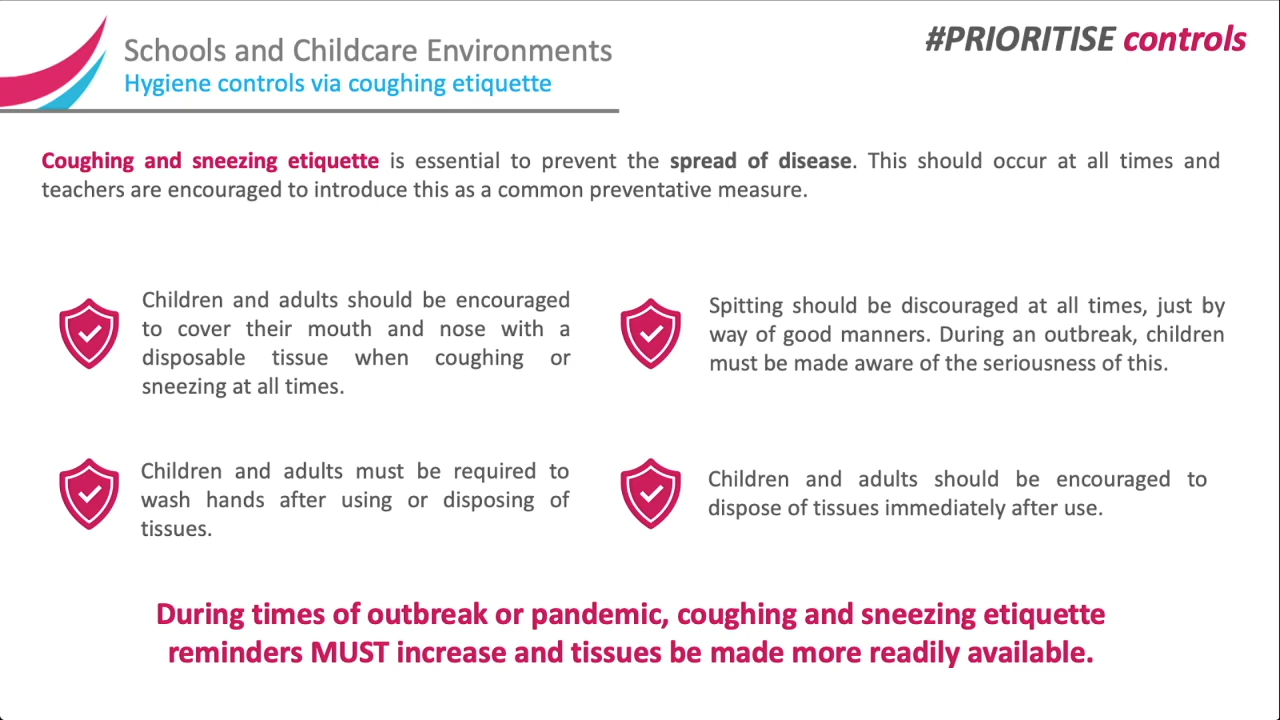 Schools and Childcare Environments
Hygiene controls via coughing etiquette
#PRIORITISE controls
Coughing and sneezing etiquette is essential to prevent the spread of disease. This should occur at all times and
teachers are encouraged to introduce this as a common preventative measure.
Children and adults should be encouraged
to cover their mouth and nose with a
disposable tissue when coughing or
sneezing at all times.
Spitting should be discouraged at all times, just by
way of good manners. During an outbreak, children
must be made aware of the seriousness of this.
Children and adults must be required to
wash hands after using or disposing of
tissues.
Children and adults should be encouraged to
dispose of tissues immediately after use.
During times of outbreak or pandemic, coughing and sneezing etiquette
reminders MUST increase and tissues be made more readily available.